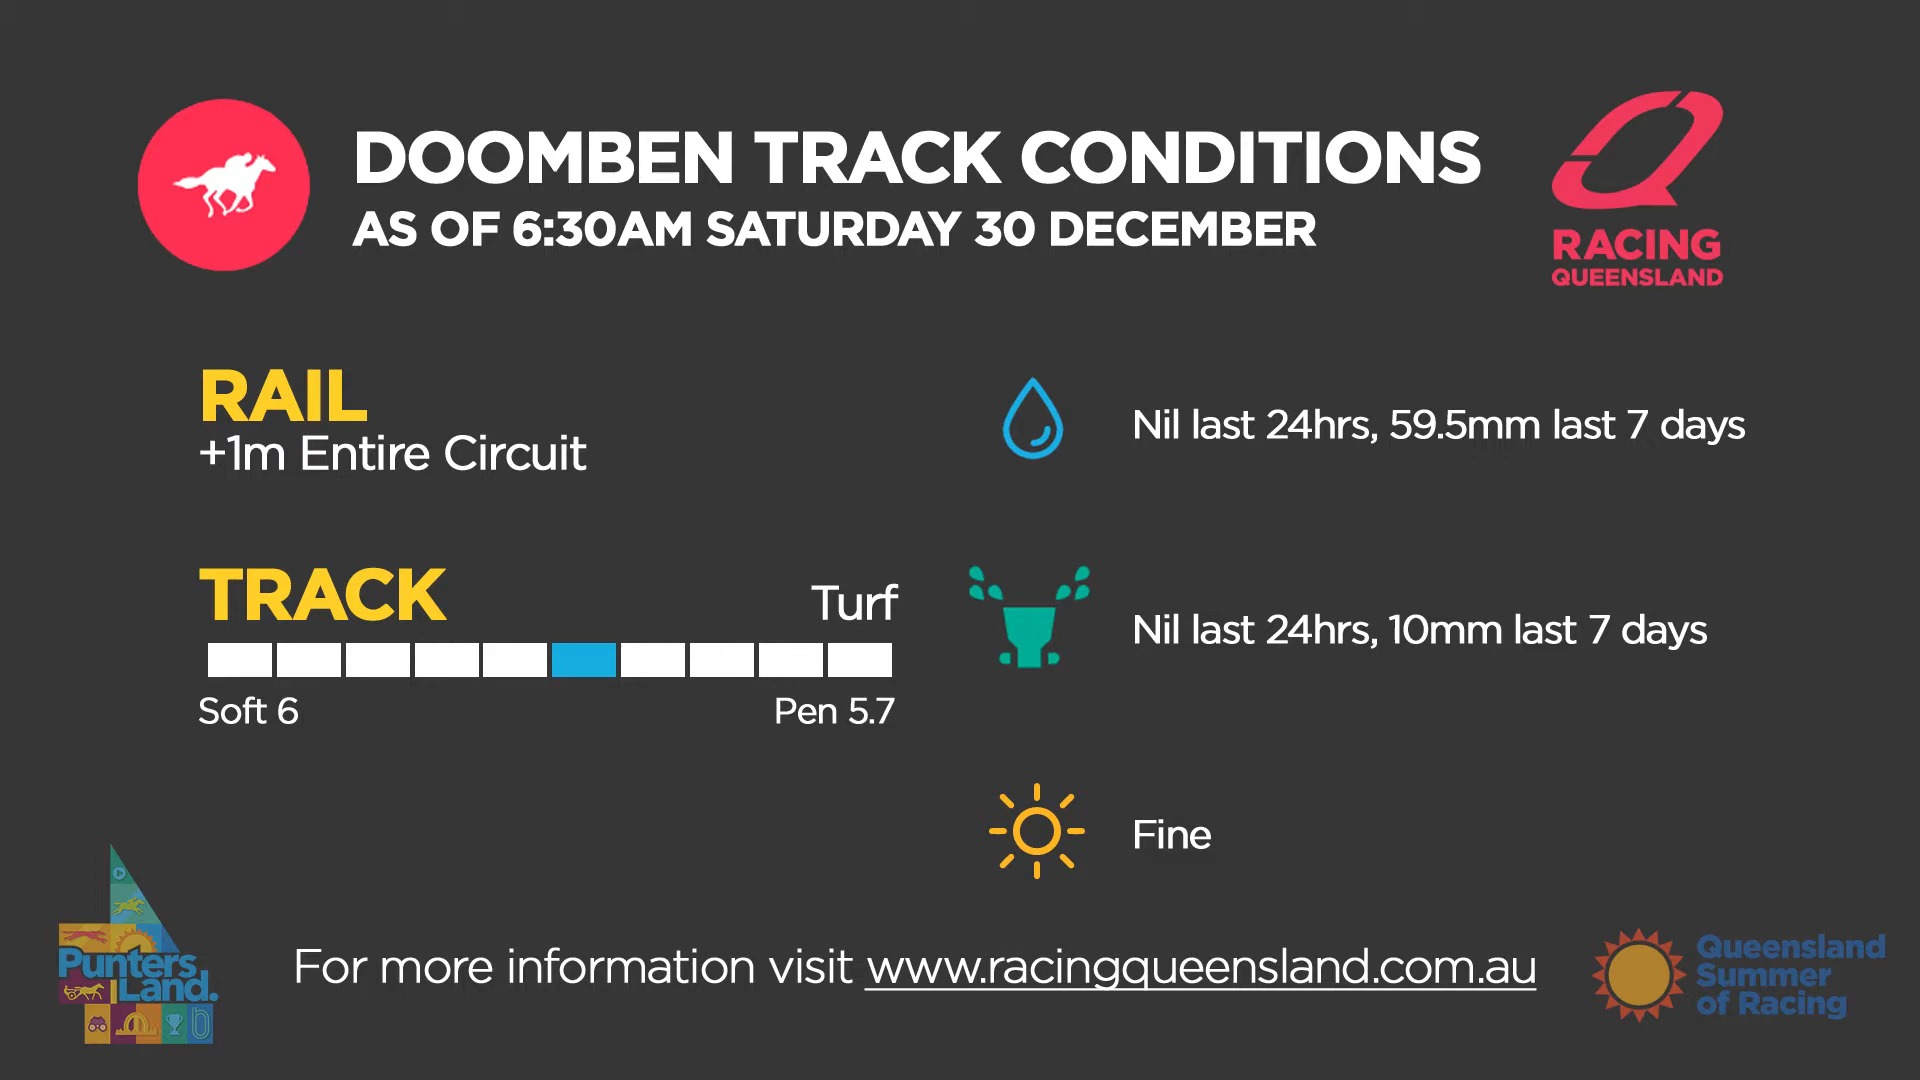 DOOMBEN TRACK CONDITIONS
AS OF 6:30AM SATURDAY 30 DECEMBER
RACING
QUEENSLAND
RAIL
+1m Entire Circuit
Nil last 24hrs, 59.5mm last 7 days
TRACK
Turf
Soft 6
Pen 5.7
Nil last 24hrs, 10mm last 7 days
Fine
Punters
Land.
For more information visit www.racingqueensland.com.au
Queensland
Summer
of Racing